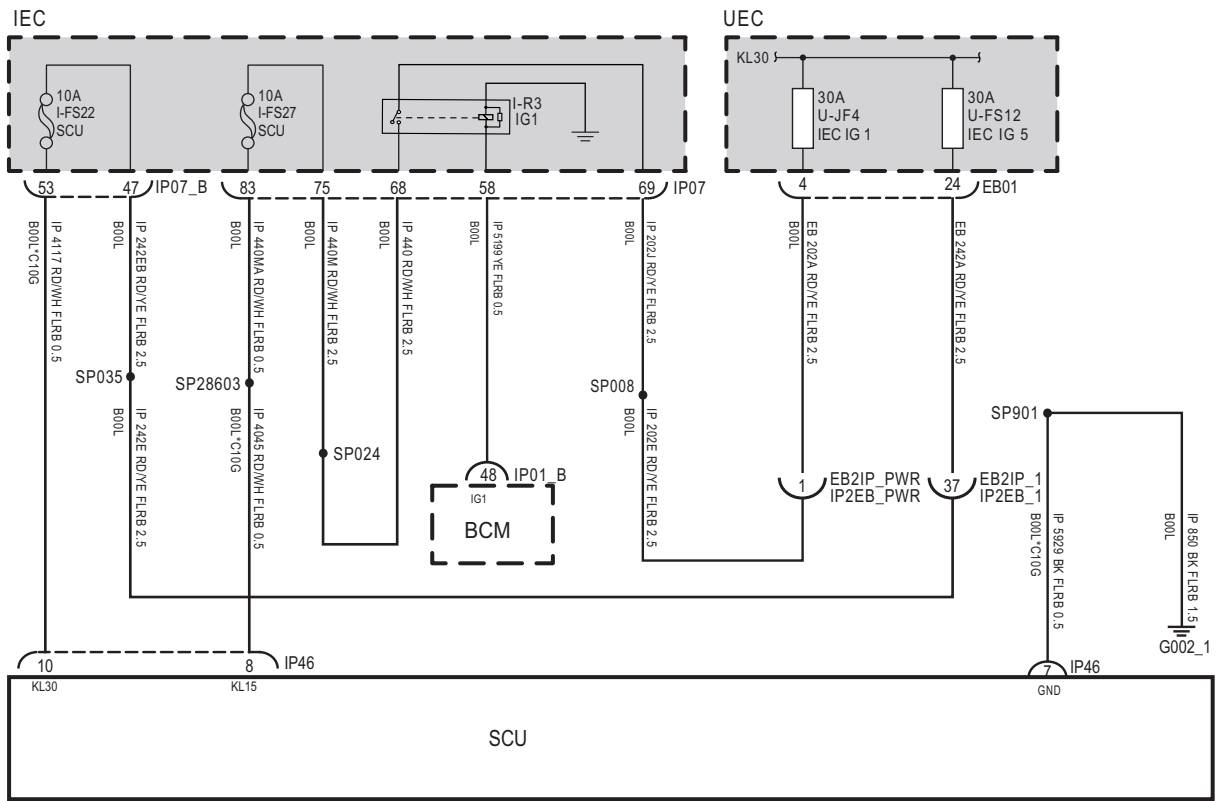 IEC
UEC
KL30
10A
I-FS22
SCU
10A
I-FS27
SCU
I-R3
IG1
30A
U-JF4
IEC IG 1
30A
U-FS12
IEC IG 5
53
47
IP07_B
83
75
68
58
69
IP07
4
24
EB01
IP 4117 RD/WH FLRB 0.5
B00L*C10G
IP 242EB RD/YE FLRB 2.5
B00L
IP 440MA RD/WH FLRB 0.5
B00L
IP 440M RD/WH FLRB 2.5
B00L
IP 440 RD/WH FLRB 2.5
B00L
IP 5199 YE FLRB 0.5
B00L
IP 202J RD/YE FLRB 2.5
B00L
EB 202A RD/YE FLRB 2.5
B00L
EB 242A RD/YE FLRB 2.5
SP035
SP28603
SP008
SP024
SP901
IP 242E RD/YE FLRB 2.5
B00L
IP 4045 RD/WH FLRB 0.5
B00L*C10G
IP 202E RD/YE FLRB 2.5
B00L
48
IP01_B
IG1
BCM
1
EB2IP_PWR
IP2EB_PWR
37
EB2IP_1
IP2EB_1
IP 5929 BK FLRB 0.5
B00L*C10G
IP 850 BK FLRB 1.5
B00L
G002_1
10
8
IP46
7
IP46
KL30
KL15
GND
SCU